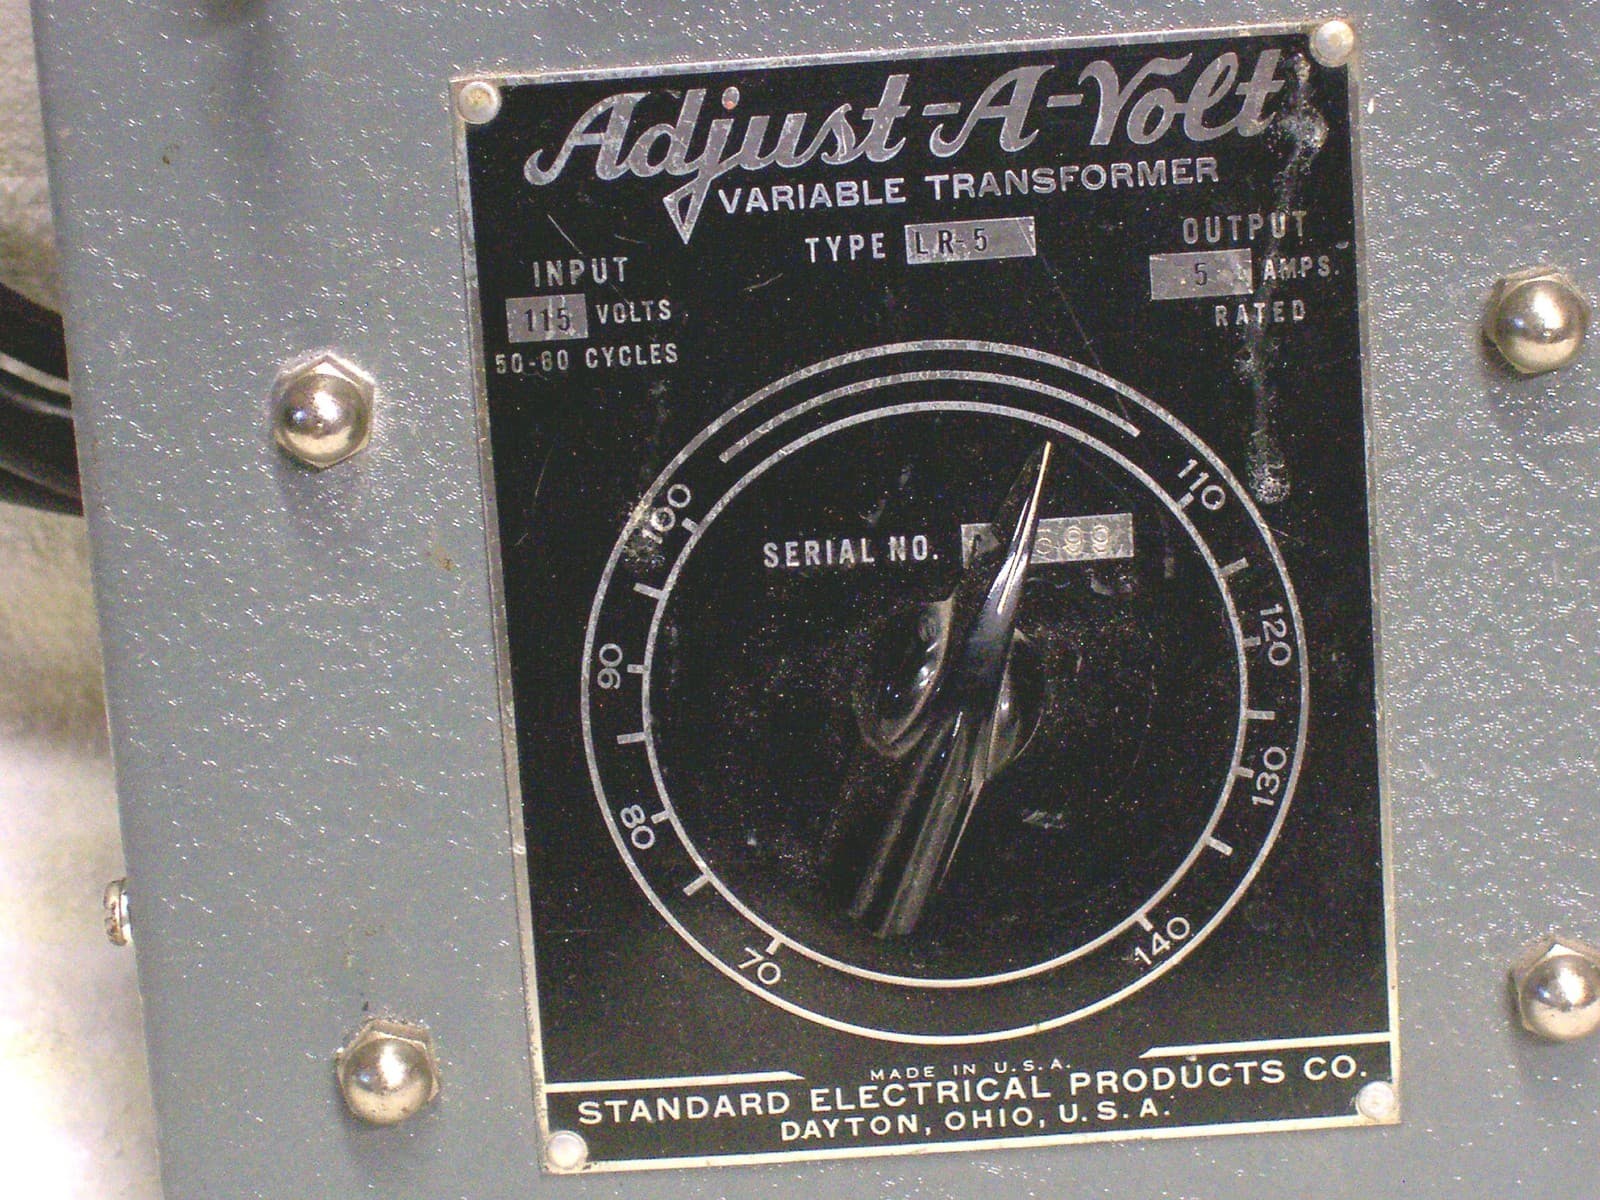 Adjust-A-Volt
VARIABLE TRANSFORMER
TYPE LR-5
INPUT
115 VOLTS
50-60 CYCLES
OUTPUT
5 AMPS.
RATED
SERIAL NO.
70
80
90
100
110
120
130
140
MADE IN U.S.A.
STANDARD ELECTRICAL PRODUCTS CO.
DAYTON, OHIO, U.S.A.